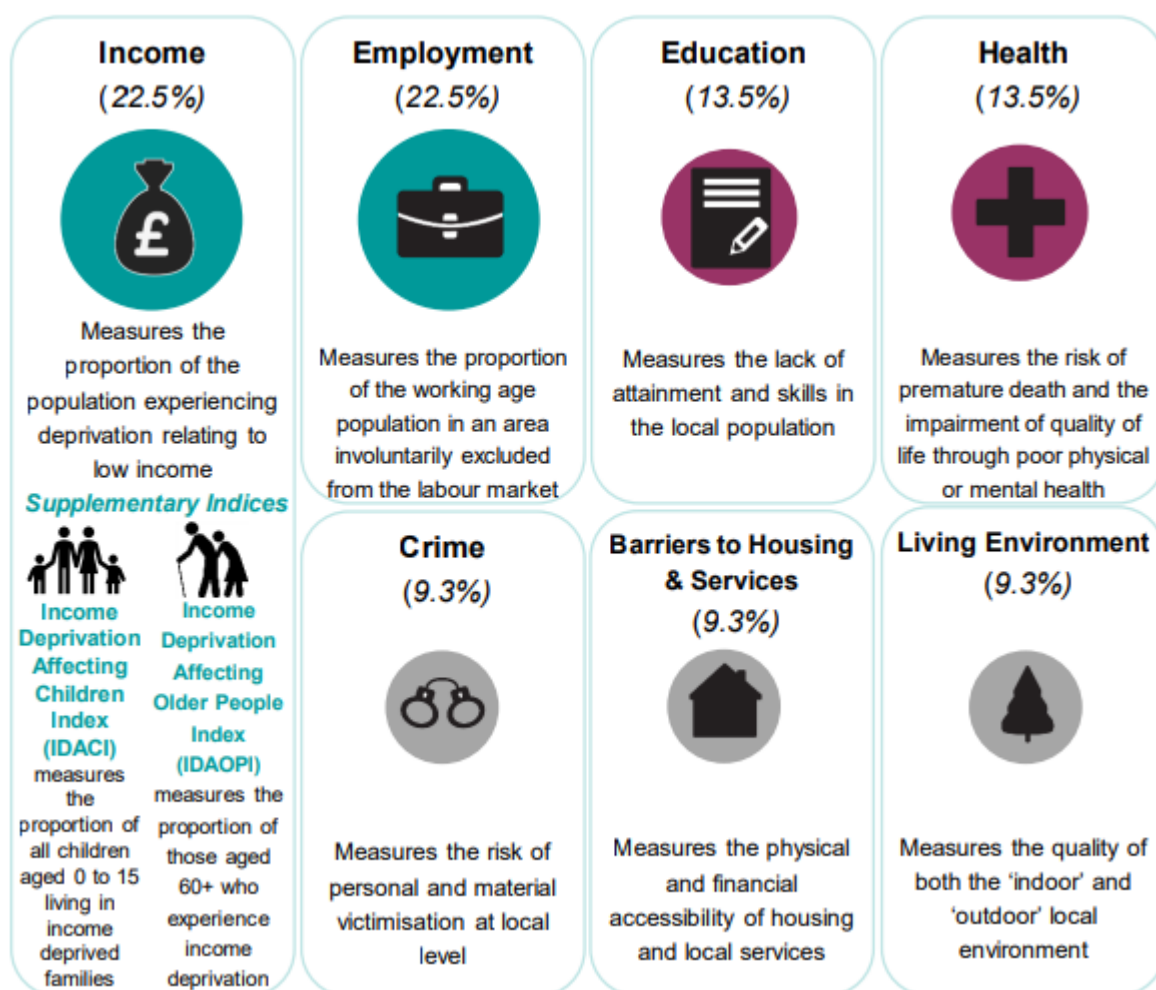 Income
(22.5%)
£
Measures the
proportion of the
population experiencing
deprivation relating to
low income
Supplementary Indices
Income
Deprivation
Affecting
Children
Index
(IDACI)
measures
the
proportion of
all children
aged 0 to 15
living in
income
deprived
families
Income
Deprivation
Affecting
Older People
Index
(IDAOPI)
measures the
proportion of
those aged
60+ who
experience
income
deprivation
Employment
(22.5%)
Measures the proportion
of the working age
population in an area
involuntarily excluded
from the labour market
Education
(13.5%)
Measures the lack of
attainment and skills in
the local population
Health
(13.5%)
Measures the risk of
premature death and the
impairment of quality of
life through poor physical
or mental health
Crime
(9.3%)
Measures the risk of
personal and material
victimisation at local
level
Barriers to Housing
& Services
(9.3%)
Measures the physical
and financial
accessibility of housing
and local services
Living Environment
(9.3%)
Measures the quality of
both the ‘indoor’ and
‘outdoor’ local
environment